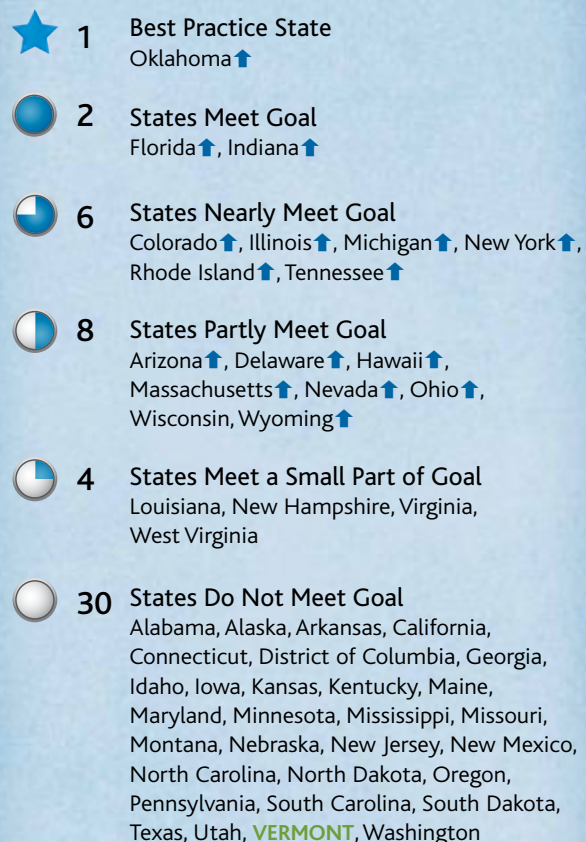 1 Best Practice State
Oklahoma⬆
2 States Meet Goal
Florida⬆, Indiana⬆
6 States Nearly Meet Goal
Colorado⬆, Illinois⬆, Michigan⬆, New York⬆,
Rhode Island⬆, Tennessee⬆
8 States Partly Meet Goal
Arizona⬆, Delaware⬆, Hawaii⬆,
Massachusetts⬆, Nevada⬆, Ohio⬆,
Wisconsin, Wyoming⬆
4 States Meet a Small Part of Goal
Louisiana, New Hampshire, Virginia,
West Virginia
30 States Do Not Meet Goal
Alabama, Alaska, Arkansas, California,
Connecticut, District of Columbia, Georgia,
Idaho, Iowa, Kansas, Kentucky, Maine,
Maryland, Minnesota, Mississippi, Missouri,
Montana, Nebraska, New Jersey, New Mexico,
North Carolina, North Dakota, Oregon,
Pennsylvania, South Carolina, South Dakota,
Texas, Utah, VERMONT, Washington